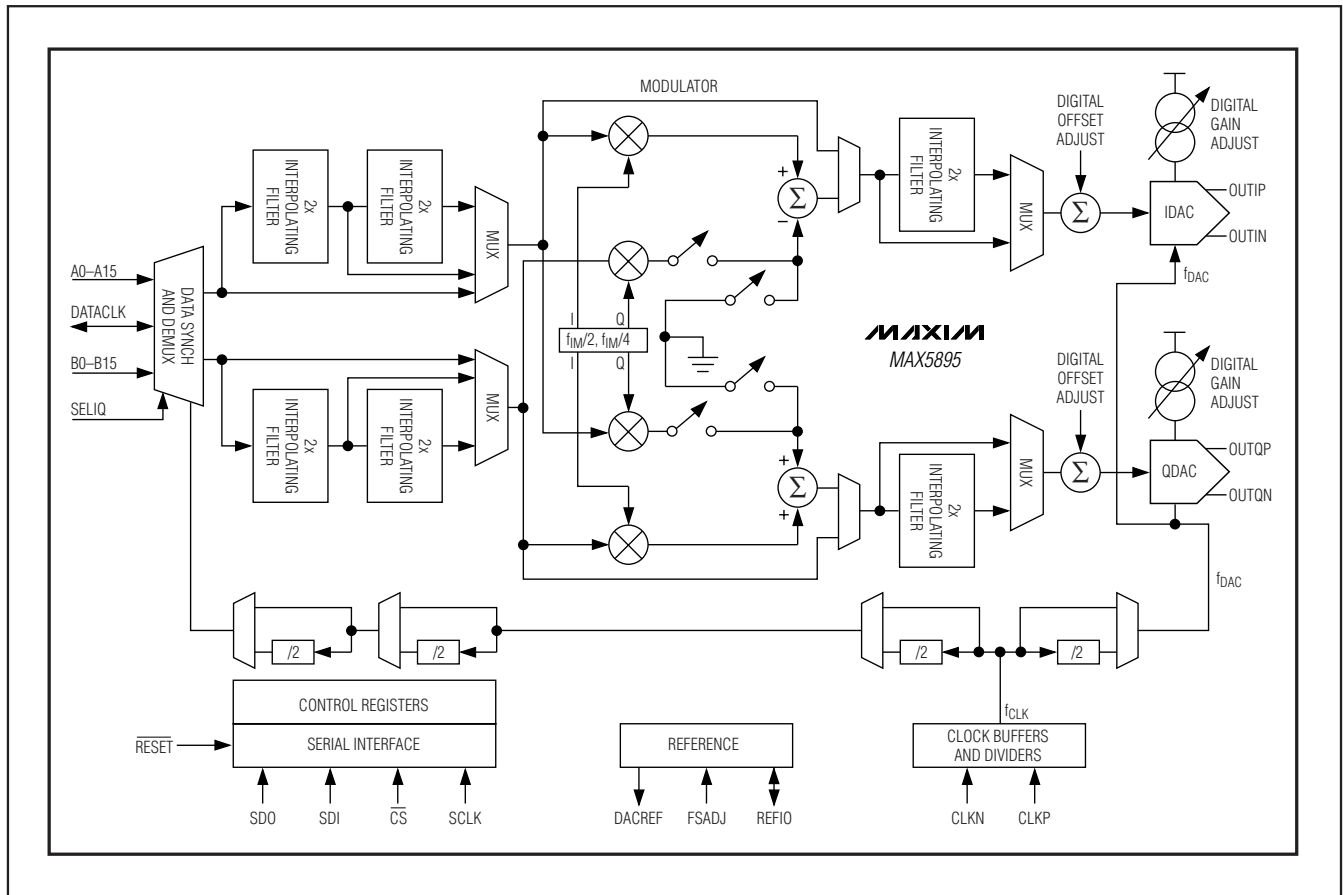 MODULATOR
DIGITAL
OFFSET
ADJUST
DIGITAL
GAIN
ADJUST
2x
INTERPOLATING
FILTER
2x
INTERPOLATING
FILTER
MUX
2x
INTERPOLATING
FILTER
MUX
+
Σ
–
Σ
IDAC
OUTIP
OUTIN
fDAC
A0–A15
DATACLK
B0–B15
SELIQ
DATA SYNCH
AND DEMUX
I
Q
fIM/2, fIM/4
I
Q
MAXIM
MAX5895
DIGITAL
OFFSET
ADJUST
DIGITAL
GAIN
ADJUST
2x
INTERPOLATING
FILTER
2x
INTERPOLATING
FILTER
MUX
+
Σ
+
2x
INTERPOLATING
FILTER
MUX
Σ
QDAC
OUTQP
OUTQN
fDAC
/2
/2
/2
/2
fCLK
CONTROL REGISTERS
RESET
SERIAL INTERFACE
SDO
SDI
CS
SCLK
REFERENCE
DACREF
FSADJ
REFIO
CLOCK BUFFERS
AND DIVIDERS
CLKN
CLKP